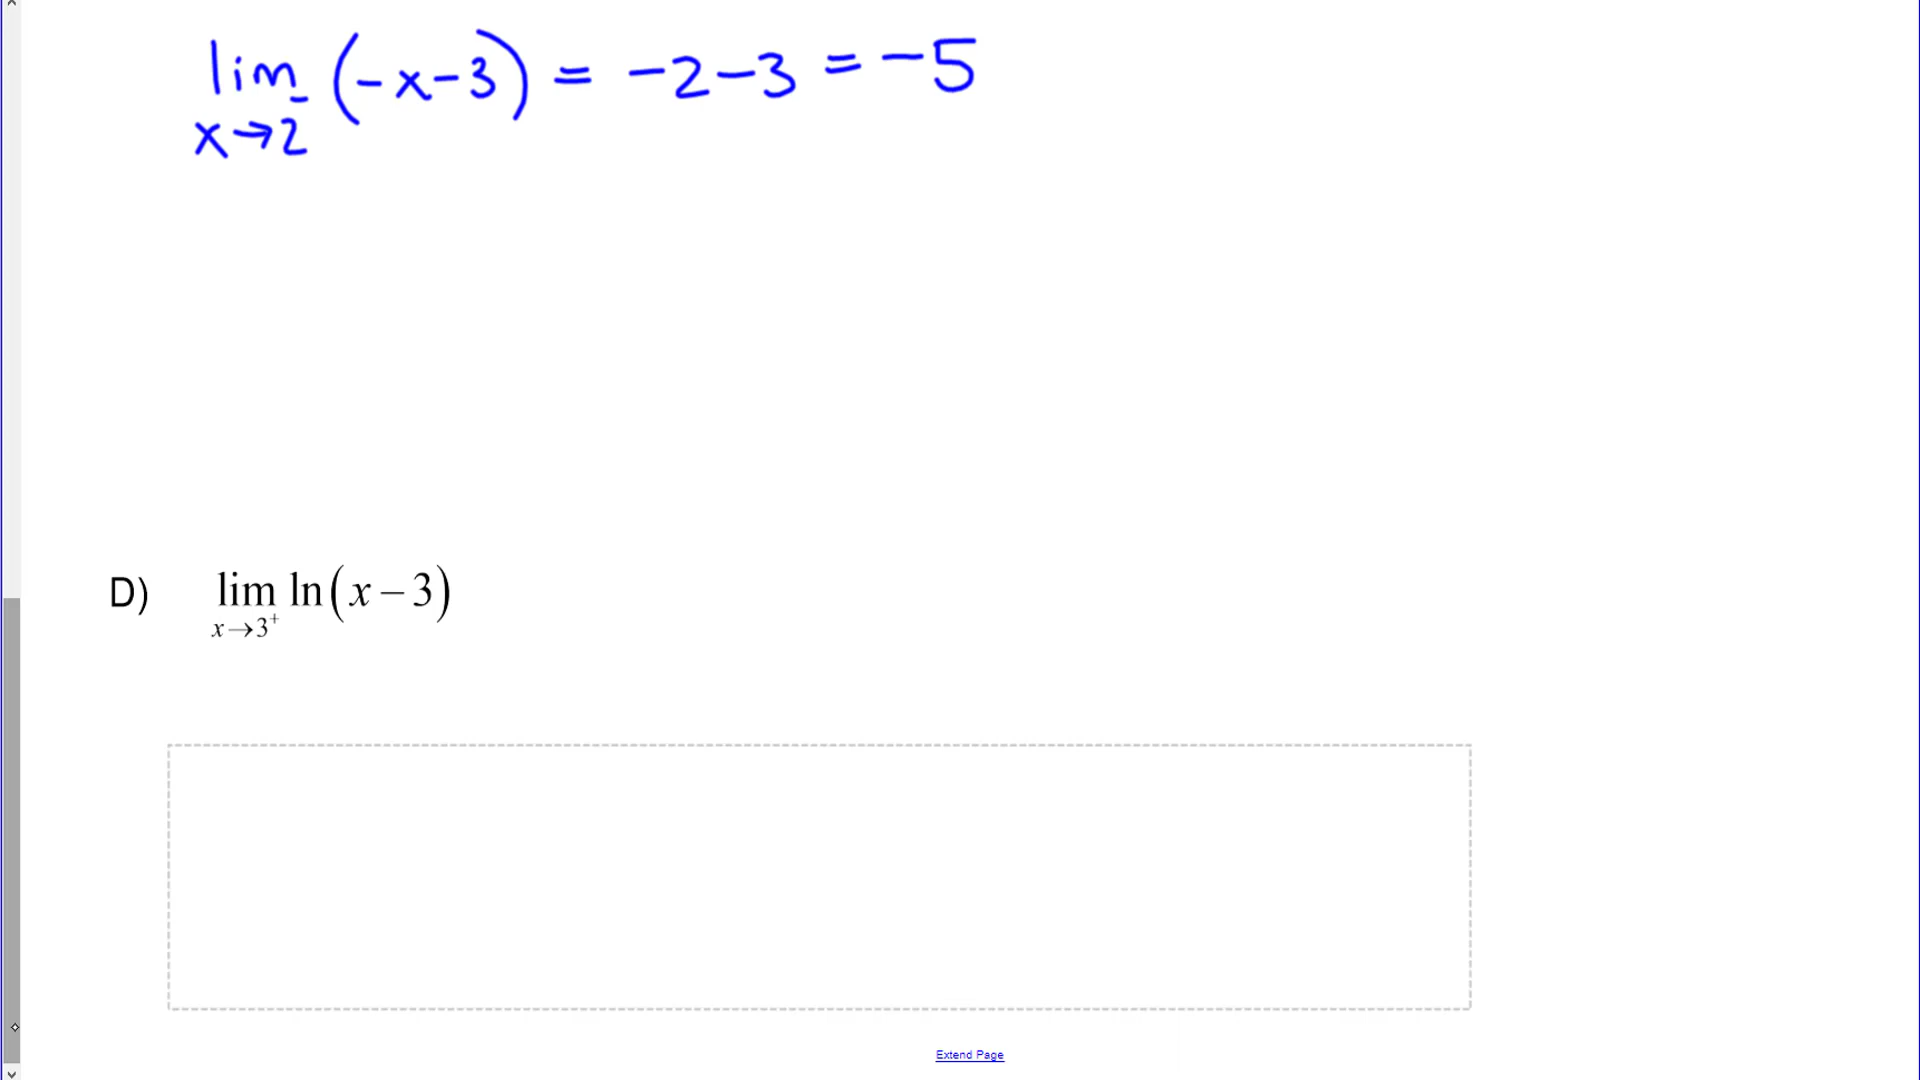 lim (-x-3) = -2-3 = -5
x→2⁻
D) lim ln(x-3)
x→3⁺
Extend Page